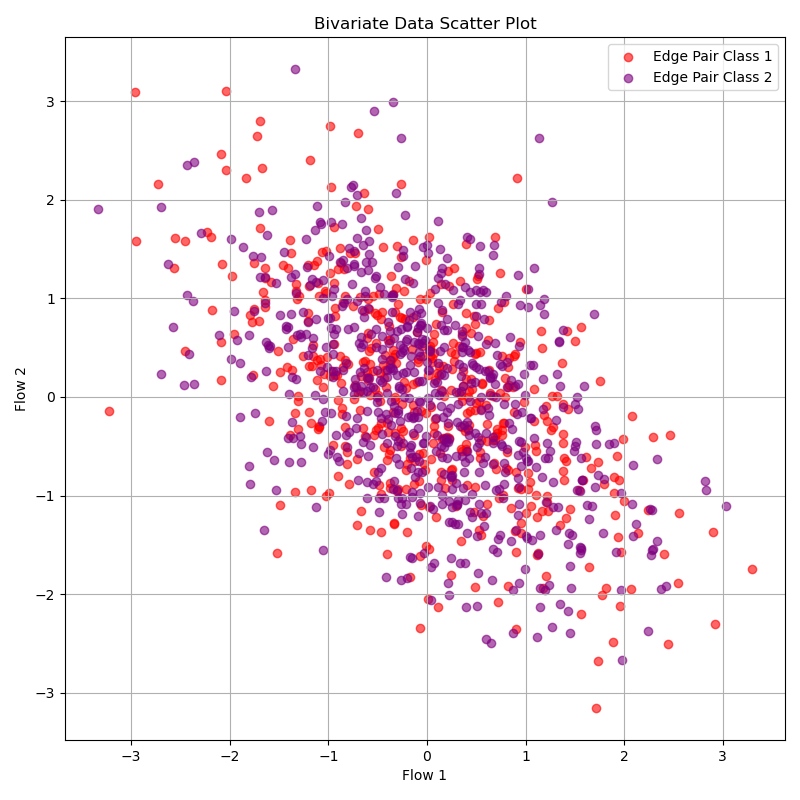 Bivariate Data Scatter Plot
Edge Pair Class 1
Edge Pair Class 2
Flow 2
3
2
1
0
−1
−2
−3
−3
−2
−1
0
1
2
3
Flow 1